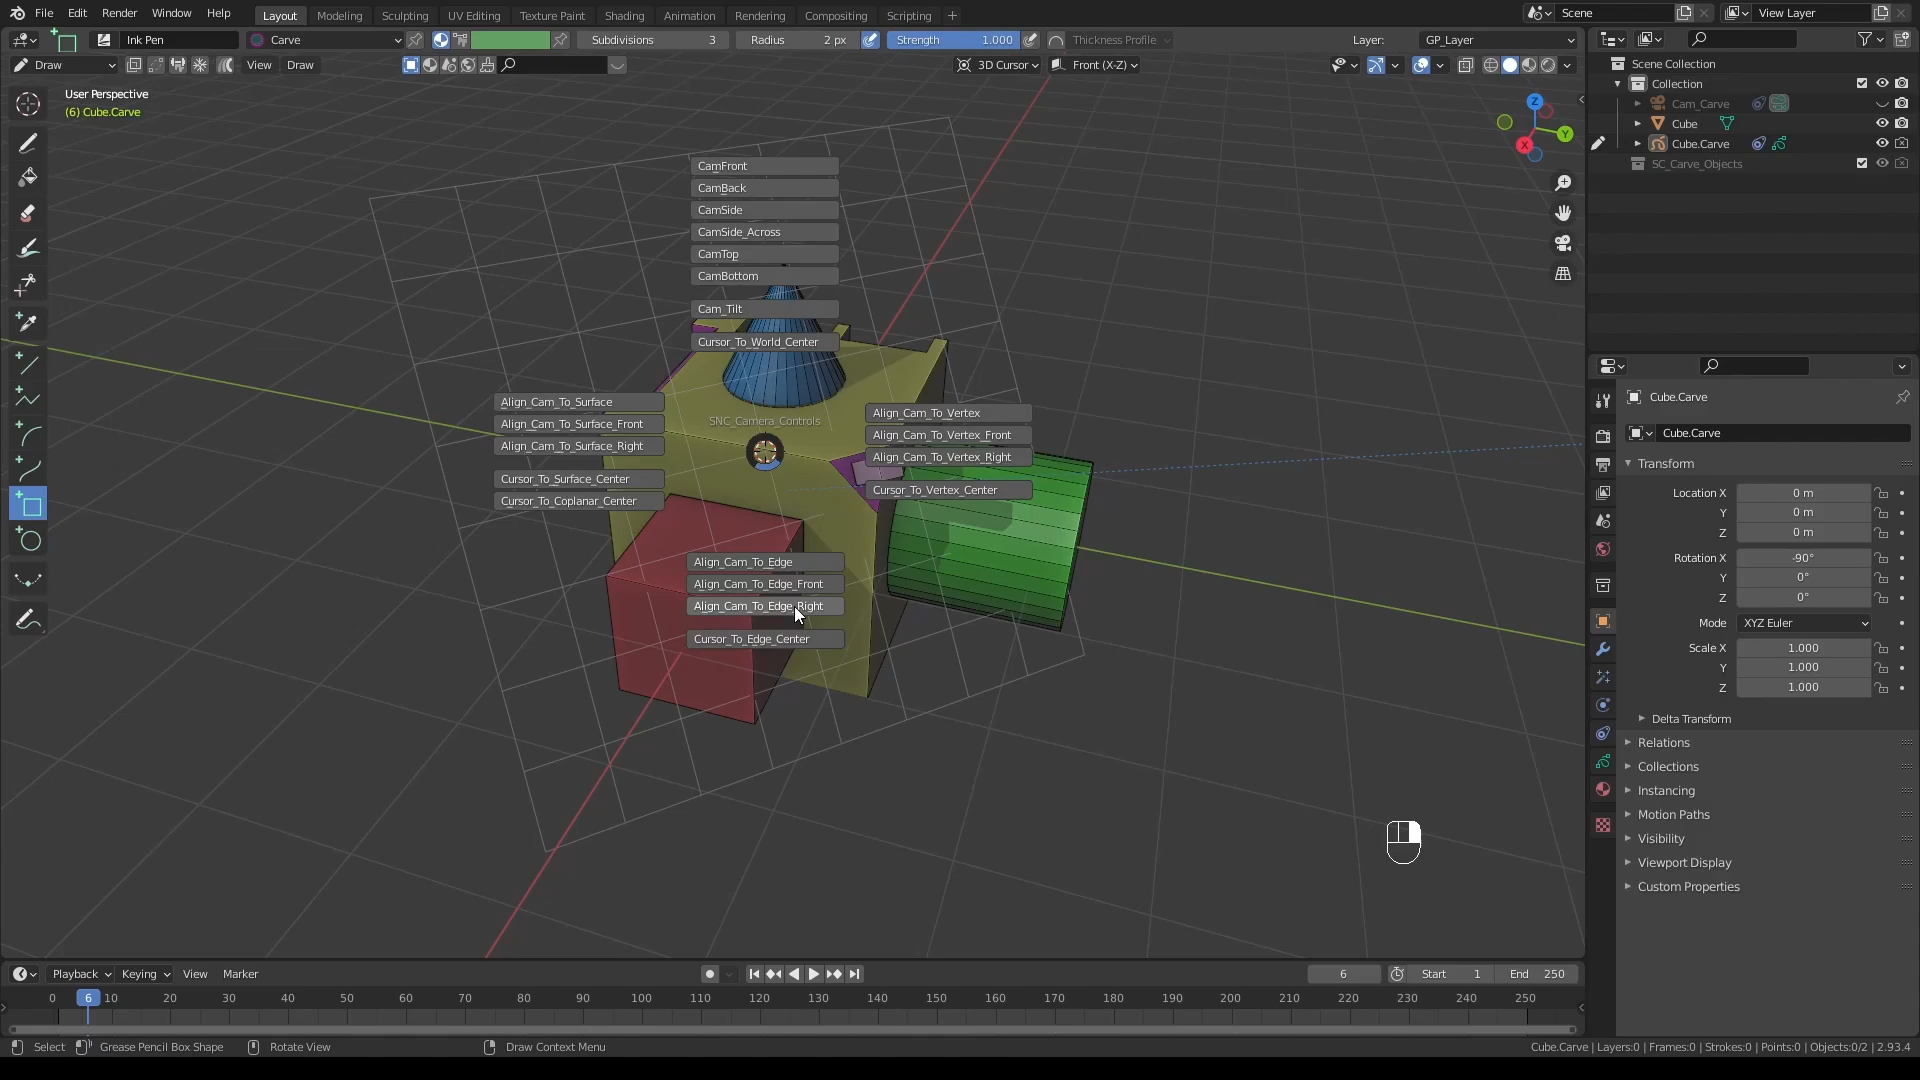 File Edit Render Window Help Layout Modeling Sculpting UV Editing Texture Paint Shading Animation Rendering Compositing Scripting + Scene View Layer
Ink Pen Carve Subdivisions 3 Radius 2 px Strength 1.000 Thickness Profile Layer: GP_Layer
Draw View Draw 3D Cursor Front (X-Z)
User Perspective
(6) Cube.Carve
CamFront
CamBack
CamSide
CamSide_Across
CamTop
CamBottom
Cam_Tilt
Cursor_To_World_Center
SNC_Camera_Controls
Align_Cam_To_Surface
Align_Cam_To_Surface_Front
Align_Cam_To_Surface_Right
Cursor_To_Surface_Center
Cursor_To_Coplanar_Center
Align_Cam_To_Vertex
Align_Cam_To_Vertex_Front
Align_Cam_To_Vertex_Right
Cursor_To_Vertex_Center
Align_Cam_To_Edge
Align_Cam_To_Edge_Front
Align_Cam_To_Edge_Right
Cursor_To_Edge_Center
Z
Y
X
Scene Collection
Collection
Cam_Carve
Cube
Cube.Carve
SC_Carve_Objects
Cube.Carve
Cube.Carve
Transform
Location X 0 m
Y 0 m
Z 0 m
Rotation X -90°
Y 0°
Z 0°
Mode XYZ Euler
Scale X 1.000
Y 1.000
Z 1.000
Delta Transform
Relations
Collections
Instancing
Motion Paths
Visibility
Viewport Display
Custom Properties
Playback Keying View Marker 6 Start 1 End 250
0 6 10 20 30 40 50 60 70 80 90 100 110 120 130 140 150 160 170 180 190 200 210 220 230 240 250
Select Grease Pencil Box Shape Rotate View Draw Context Menu Cube.Carve | Layers:0 | Frames:0 | Strokes:0 | Points:0 | Objects:0/2 | 2.93.4